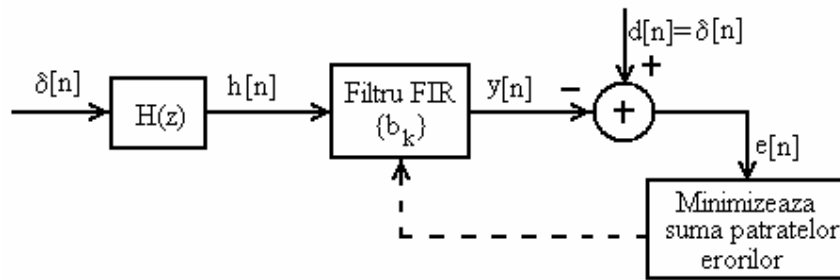 d[n]=δ[n]
+
δ[n]
H(z)
h[n]
Filtru FIR
{b_k}
y[n]
−
+
e[n]
Minimizeaza
suma patratelor
erorilor